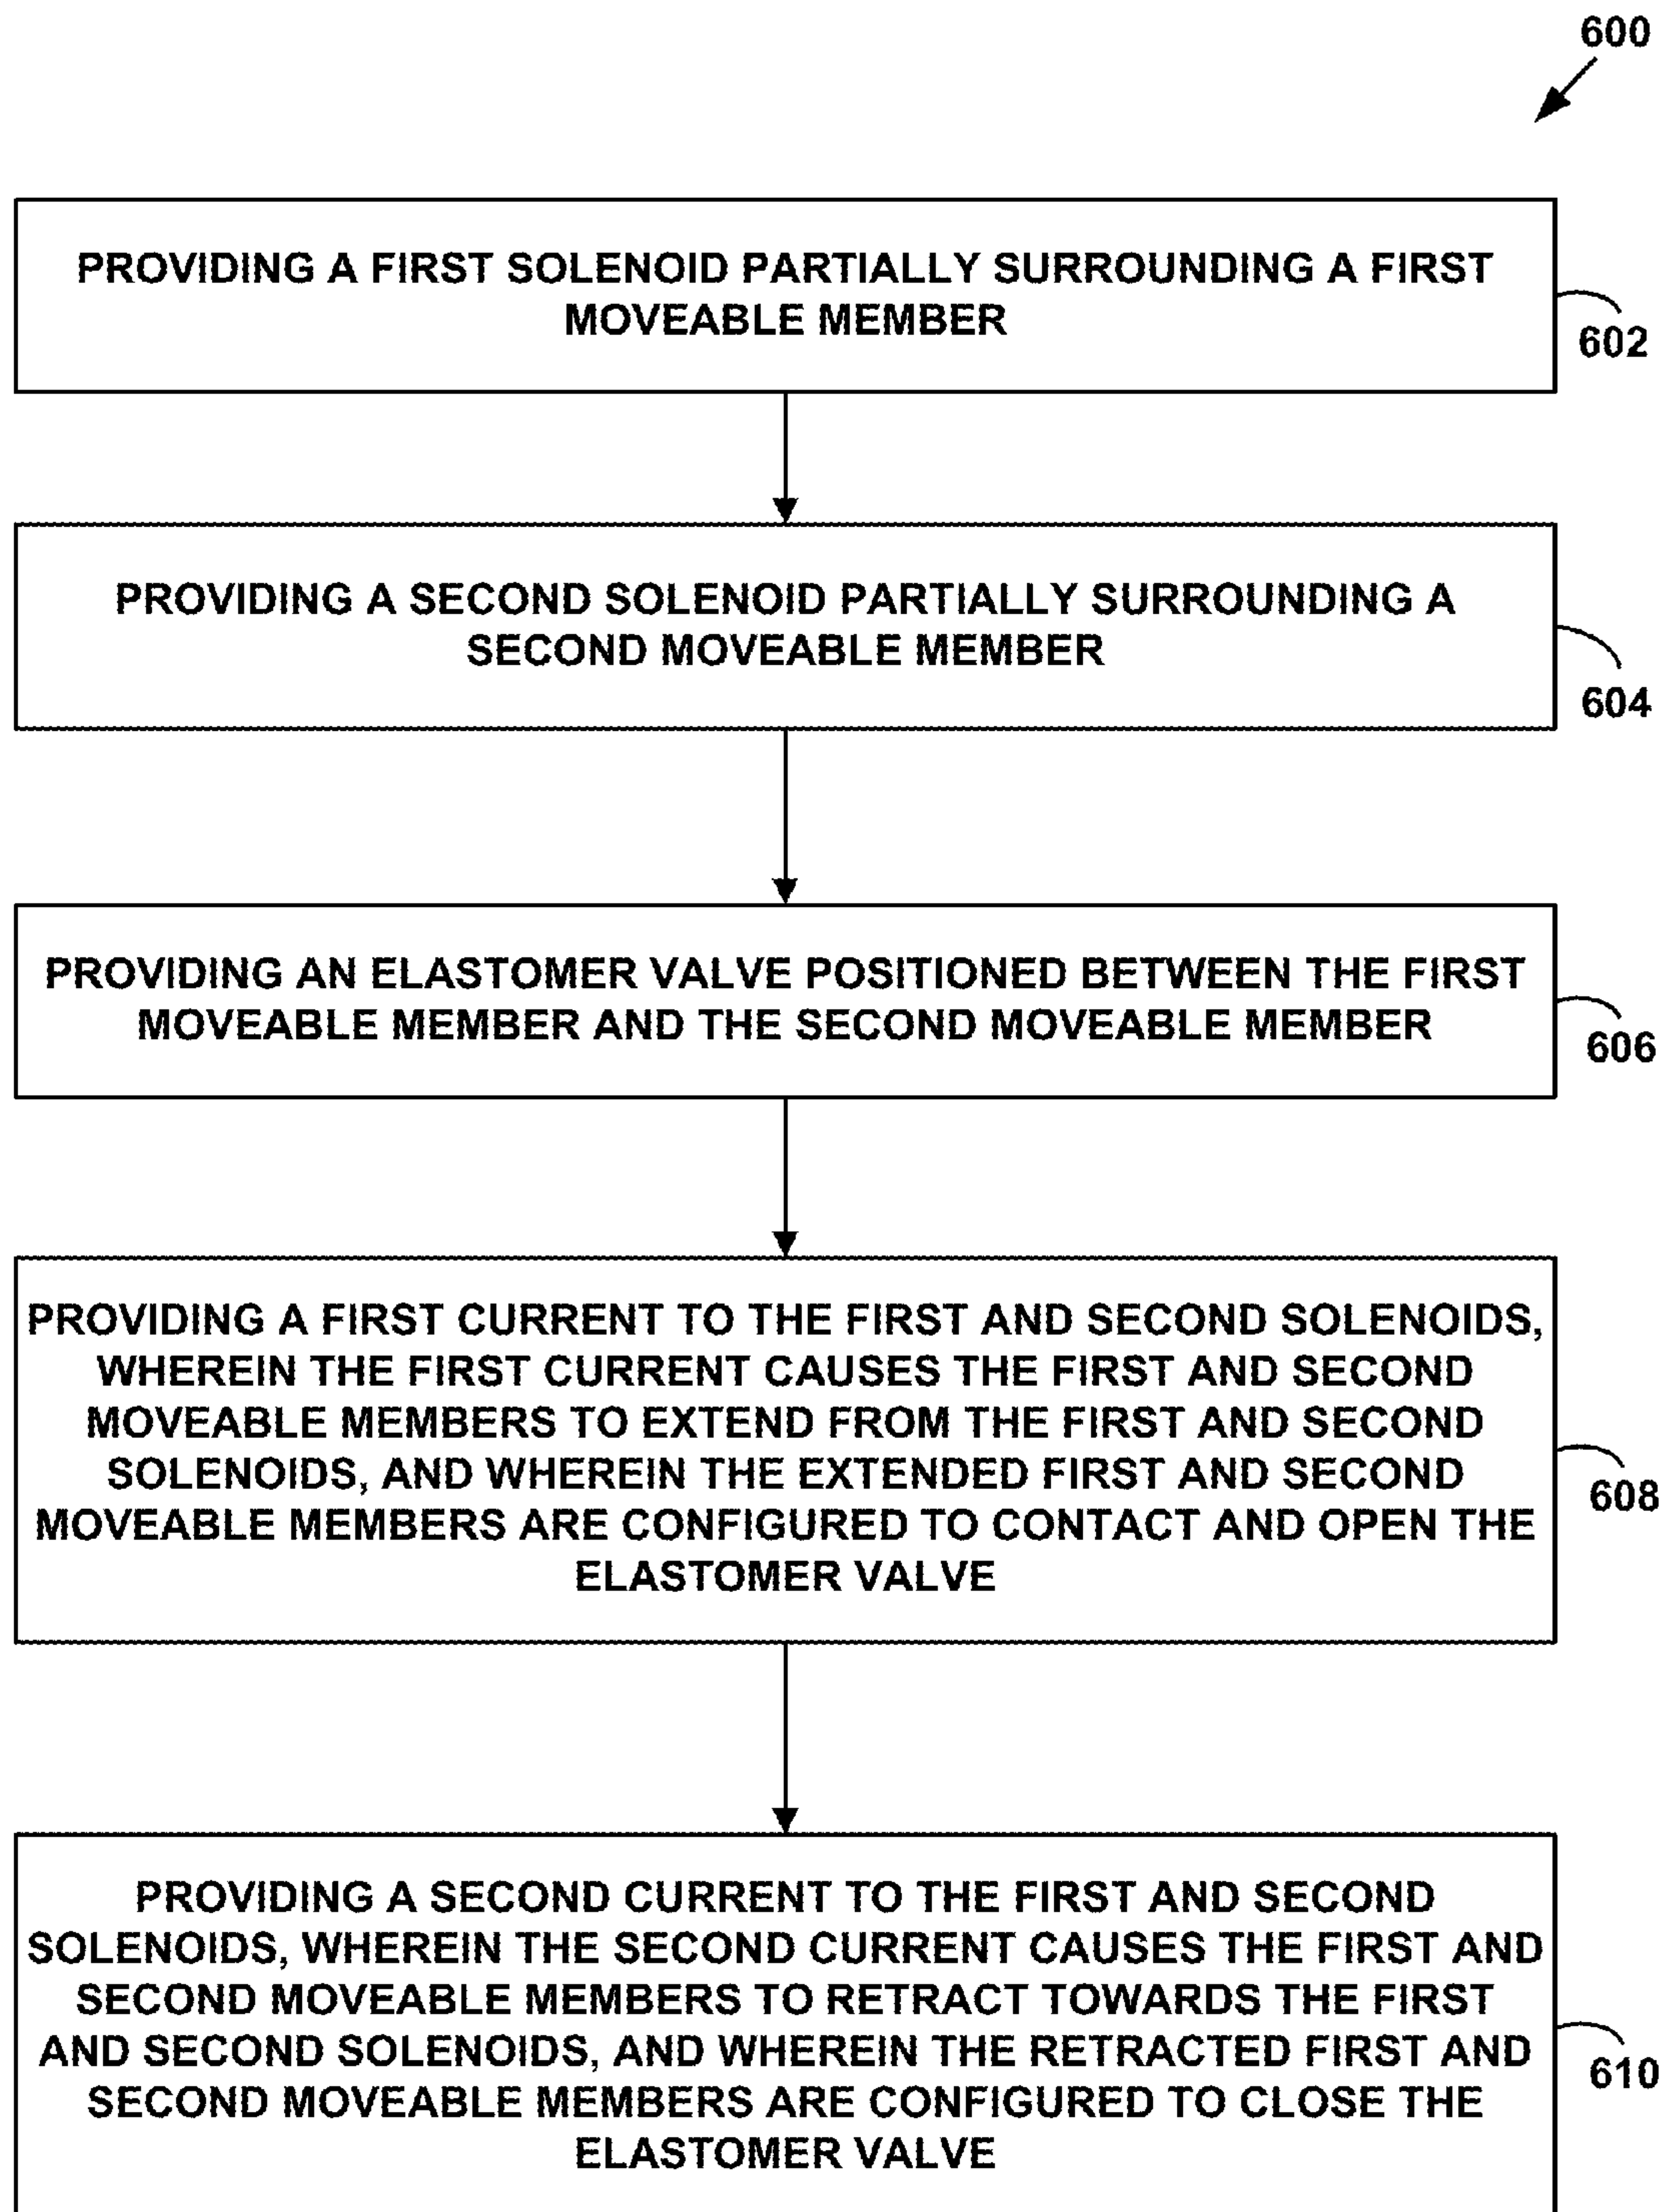 600
PROVIDING A FIRST SOLENOID PARTIALLY SURROUNDING A FIRST
MOVEABLE MEMBER
602
PROVIDING A SECOND SOLENOID PARTIALLY SURROUNDING A
SECOND MOVEABLE MEMBER
604
PROVIDING AN ELASTOMER VALVE POSITIONED BETWEEN THE FIRST
MOVEABLE MEMBER AND THE SECOND MOVEABLE MEMBER
606
PROVIDING A FIRST CURRENT TO THE FIRST AND SECOND SOLENOIDS,
WHEREIN THE FIRST CURRENT CAUSES THE FIRST AND SECOND
MOVEABLE MEMBERS TO EXTEND FROM THE FIRST AND SECOND
SOLENOIDS, AND WHEREIN THE EXTENDED FIRST AND SECOND
MOVEABLE MEMBERS ARE CONFIGURED TO CONTACT AND OPEN THE
ELASTOMER VALVE
608
PROVIDING A SECOND CURRENT TO THE FIRST AND SECOND
SOLENOIDS, WHEREIN THE SECOND CURRENT CAUSES THE FIRST AND
SECOND MOVEABLE MEMBERS TO RETRACT TOWARDS THE FIRST
AND SECOND SOLENOIDS, AND WHEREIN THE RETRACTED FIRST AND
SECOND MOVEABLE MEMBERS ARE CONFIGURED TO CLOSE THE
ELASTOMER VALVE
610